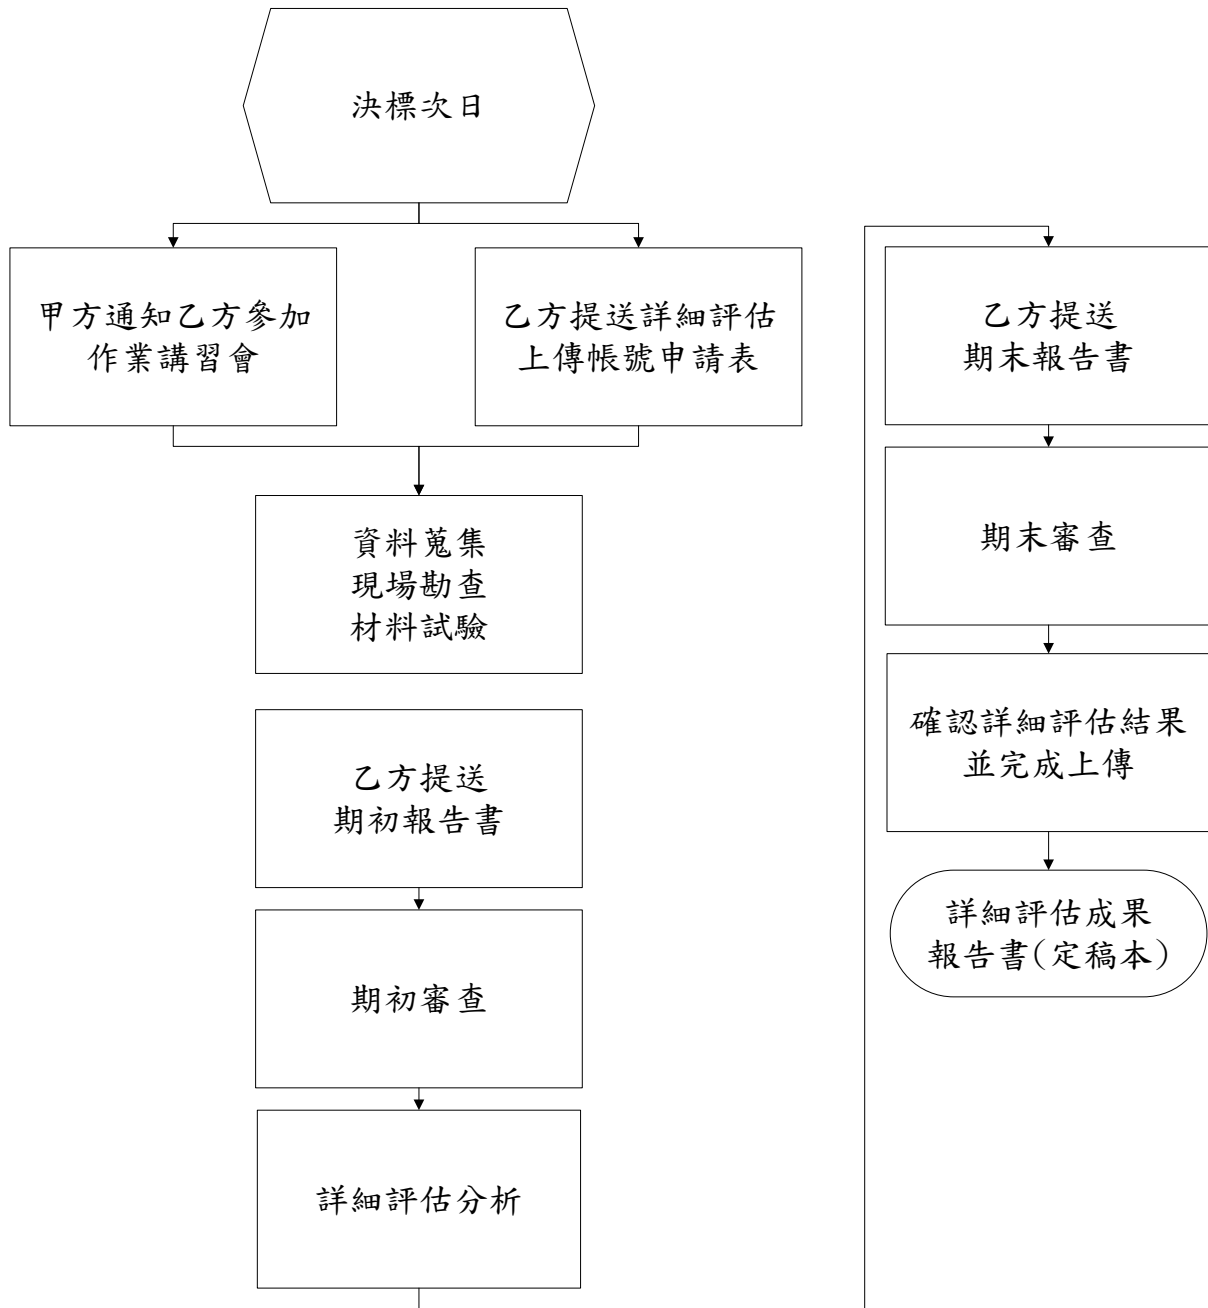 決標次日
甲方通知乙方參加
作業講習會
乙方提送詳細評估
上傳帳號申請表
資料蒐集
現場勘查
材料試驗
乙方提送
期初報告書
期初審查
詳細評估分析
乙方提送
期末報告書
期末審查
確認詳細評估結果
並完成上傳
詳細評估成果
報告書(定稿本)